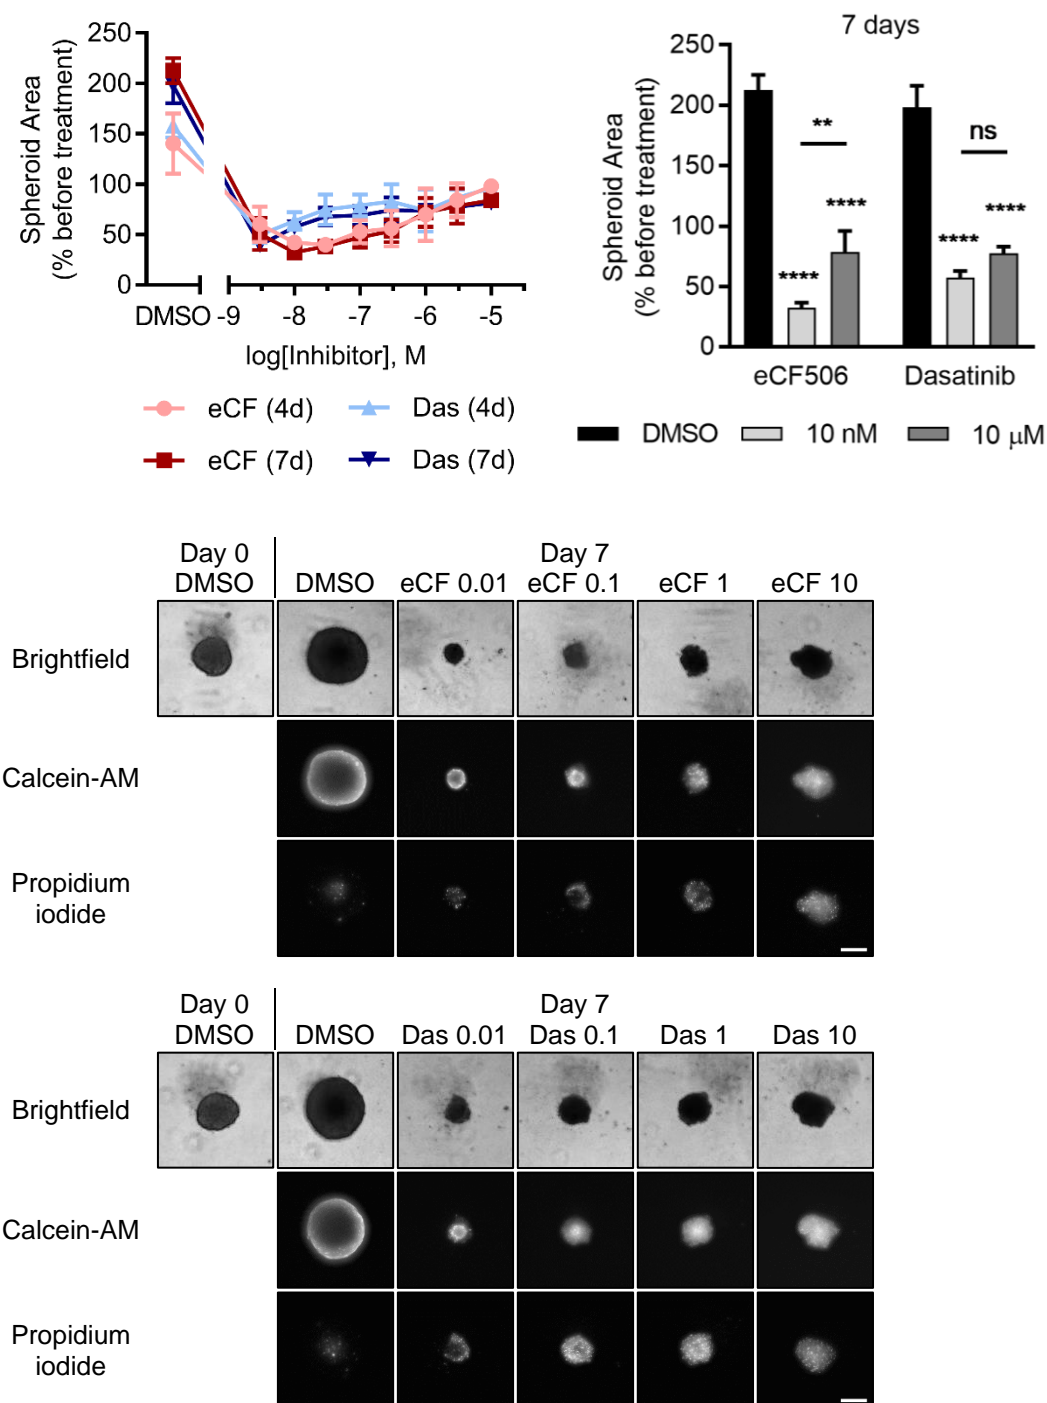 250
200
150
100
50
0
Spheroid Area
(% before treatment)
DMSO -9 -8 -7 -6 -5
log[Inhibitor], M
eCF (4d) Das (4d)
eCF (7d) Das (7d)
7 days
250
200
150
100
50
0
Spheroid Area
(% before treatment)
** ns
**** **** **** ****
eCF506 Dasatinib
DMSO 10 nM 10 µM
Day 0 Day 7
DMSO DMSO eCF 0.01 eCF 0.1 eCF 1 eCF 10
Brightfield
Calcein-AM
Propidium
iodide
Day 0 Day 7
DMSO DMSO Das 0.01 Das 0.1 Das 1 Das 10
Brightfield
Calcein-AM
Propidium
iodide